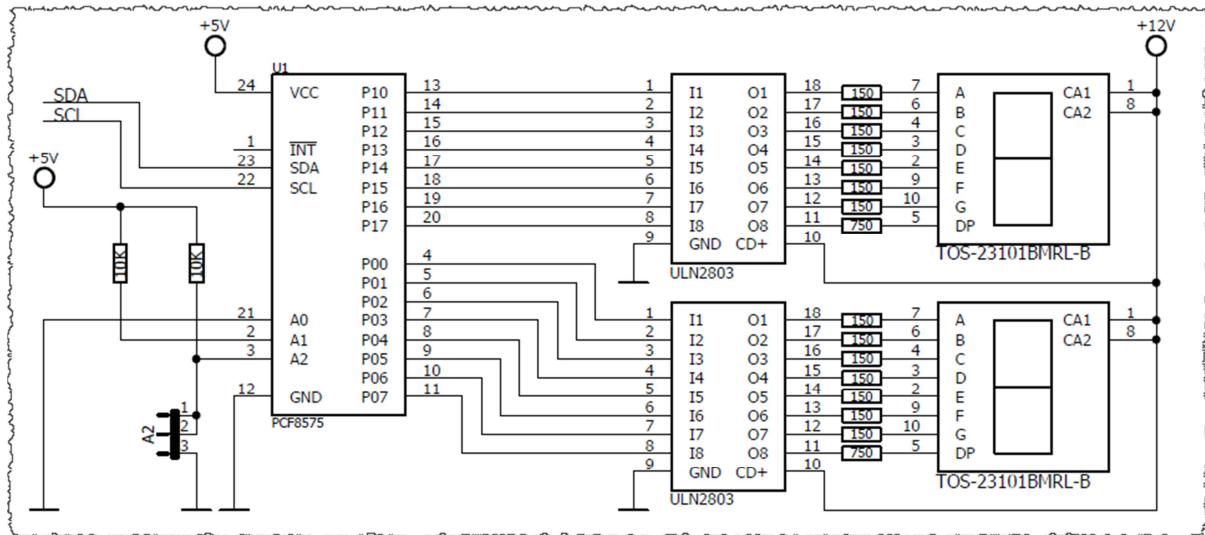 +5V
+12V
U1
24 VCC P10 13 1 I1 O1 18 150 7 A CA1 1
14 2 I2 O2 17 150 6 B CA2 8
SDA P11
SCL P12 15 3 I3 O3 16 150 4 C
1 INT P13 16 4 I4 O4 15 150 3 D
+5V 23 SDA P14 17 5 I5 O5 14 150 2 E
22 SCL P15 18 6 I6 O6 13 150 9 F
P16 19 7 I7 O7 12 150 10 G
P17 20 8 I8 O8 11 750 5 DP
9 GND CD+ 10
TOS-23101BMRL-B
10K 10K P00 4
ULN2803
P01 5
P02 6
21 A0 P03 7 1 I1 O1 18 150 7 A CA1 1
2 A1 P04 8 2 I2 O2 17 150 6 B CA2 8
3 A2 P05 9 3 I3 O3 16 150 4 C
P06 10 4 I4 O4 15 150 3 D
12 GND P07 11 5 I5 O5 14 150 2 E
1 6 I6 O6 13 150 9 F
PCF8575
A2 2 7 I7 O7 12 150 10 G
3 8 I8 O8 11 750 5 DP
9 GND CD+ 10
TOS-23101BMRL-B
ULN2803